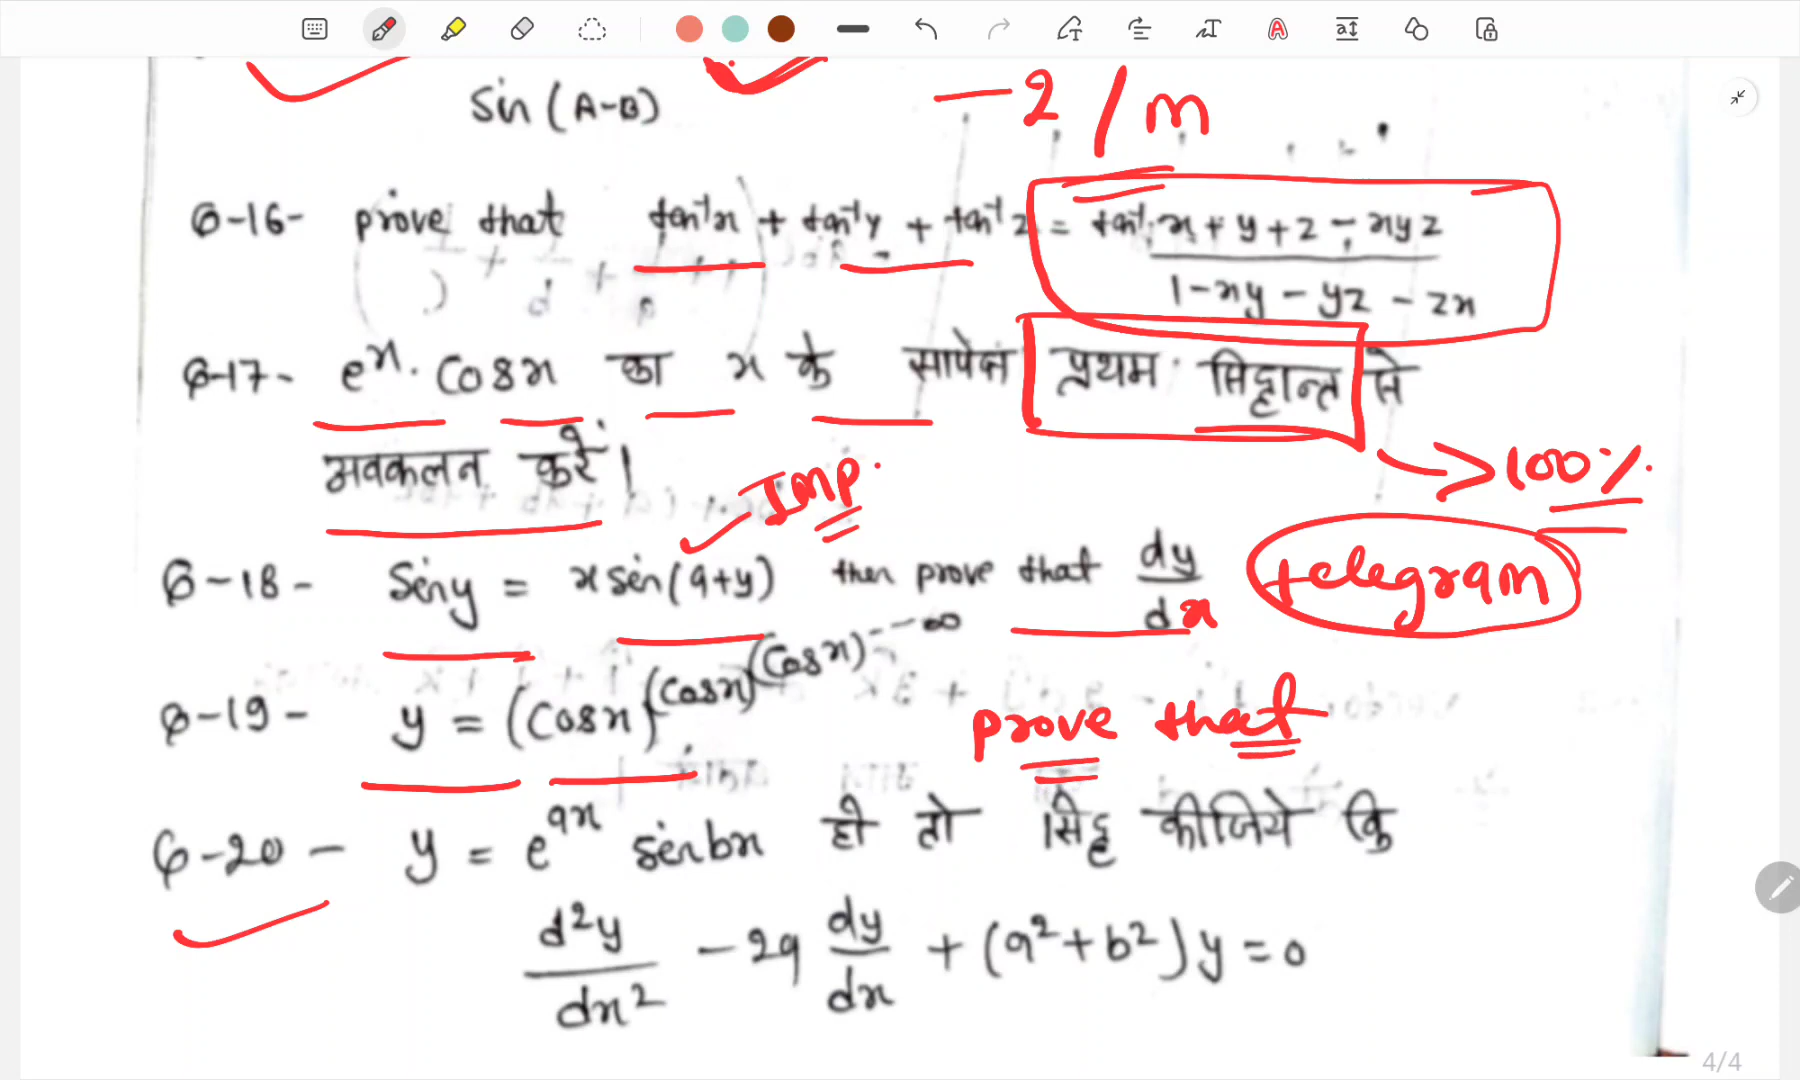 Sin (A-B)
- 2 / m
Q-16- prove that tan⁻¹x + tan⁻¹y + tan⁻¹z = tan⁻¹ x + y + z - xyz
1 - xy - yz - zx
Q-17- eˣ. Cosx का x के सापेक्ष प्रथम सिद्धान्त से
अवकलन करें।
Imp.
> 100%.
Q-18- Siny = x sin(a+y) then prove that dy
dx
telegram
Q-19- y = (Cosx)^(Cosx)^(Cosx)---∞
prove that
Q-20- y = e^ax sinbx हो तो सिद्ध कीजिये कि
d²y/dx² - 2a dy/dx + (a²+b²)y = 0
4/4